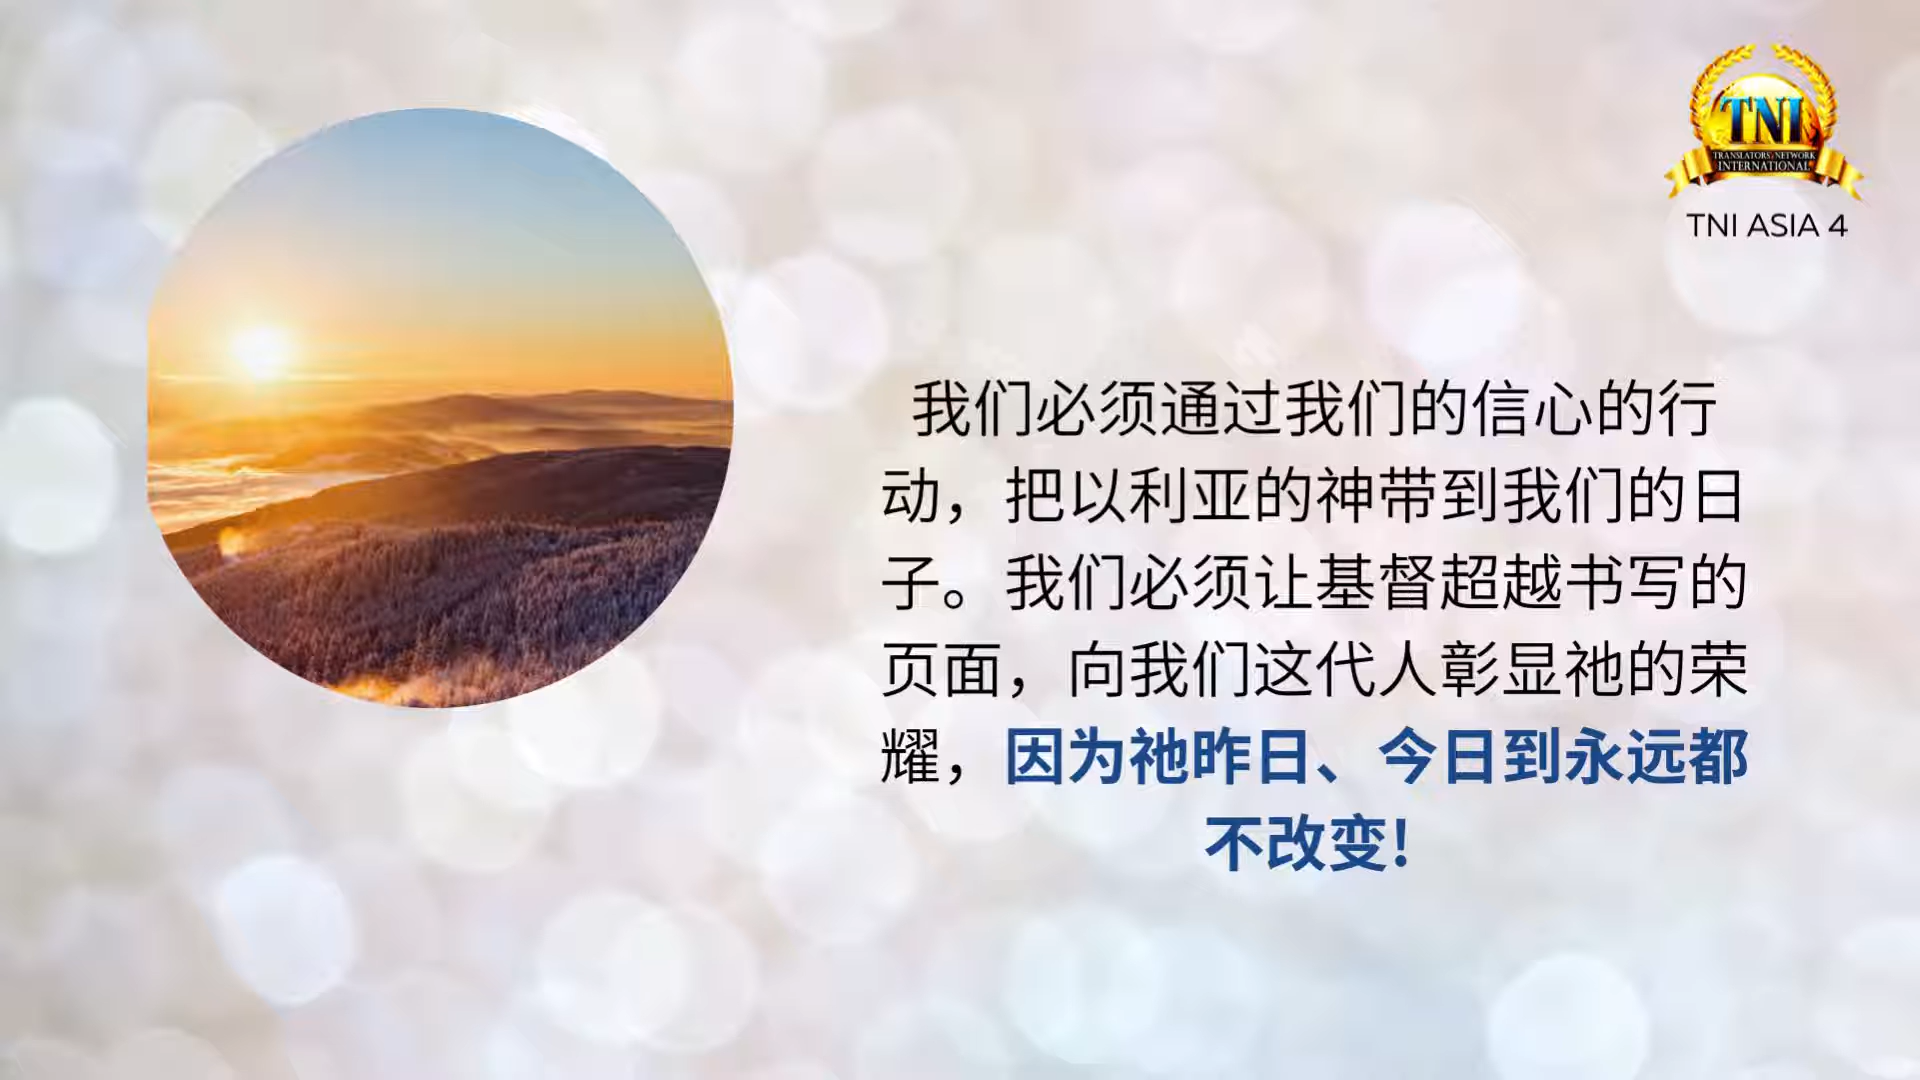 TNI
TRANSLATORS NETWORK
INTERNATIONAL
TNI ASIA 4
我们必须通过我们的信心的行
动，把以利亚的神带到我们的日
子。我们必须让基督超越书写的
页面，向我们这代人彰显祂的荣
耀，因为祂昨日、今日到永远都
不改变!